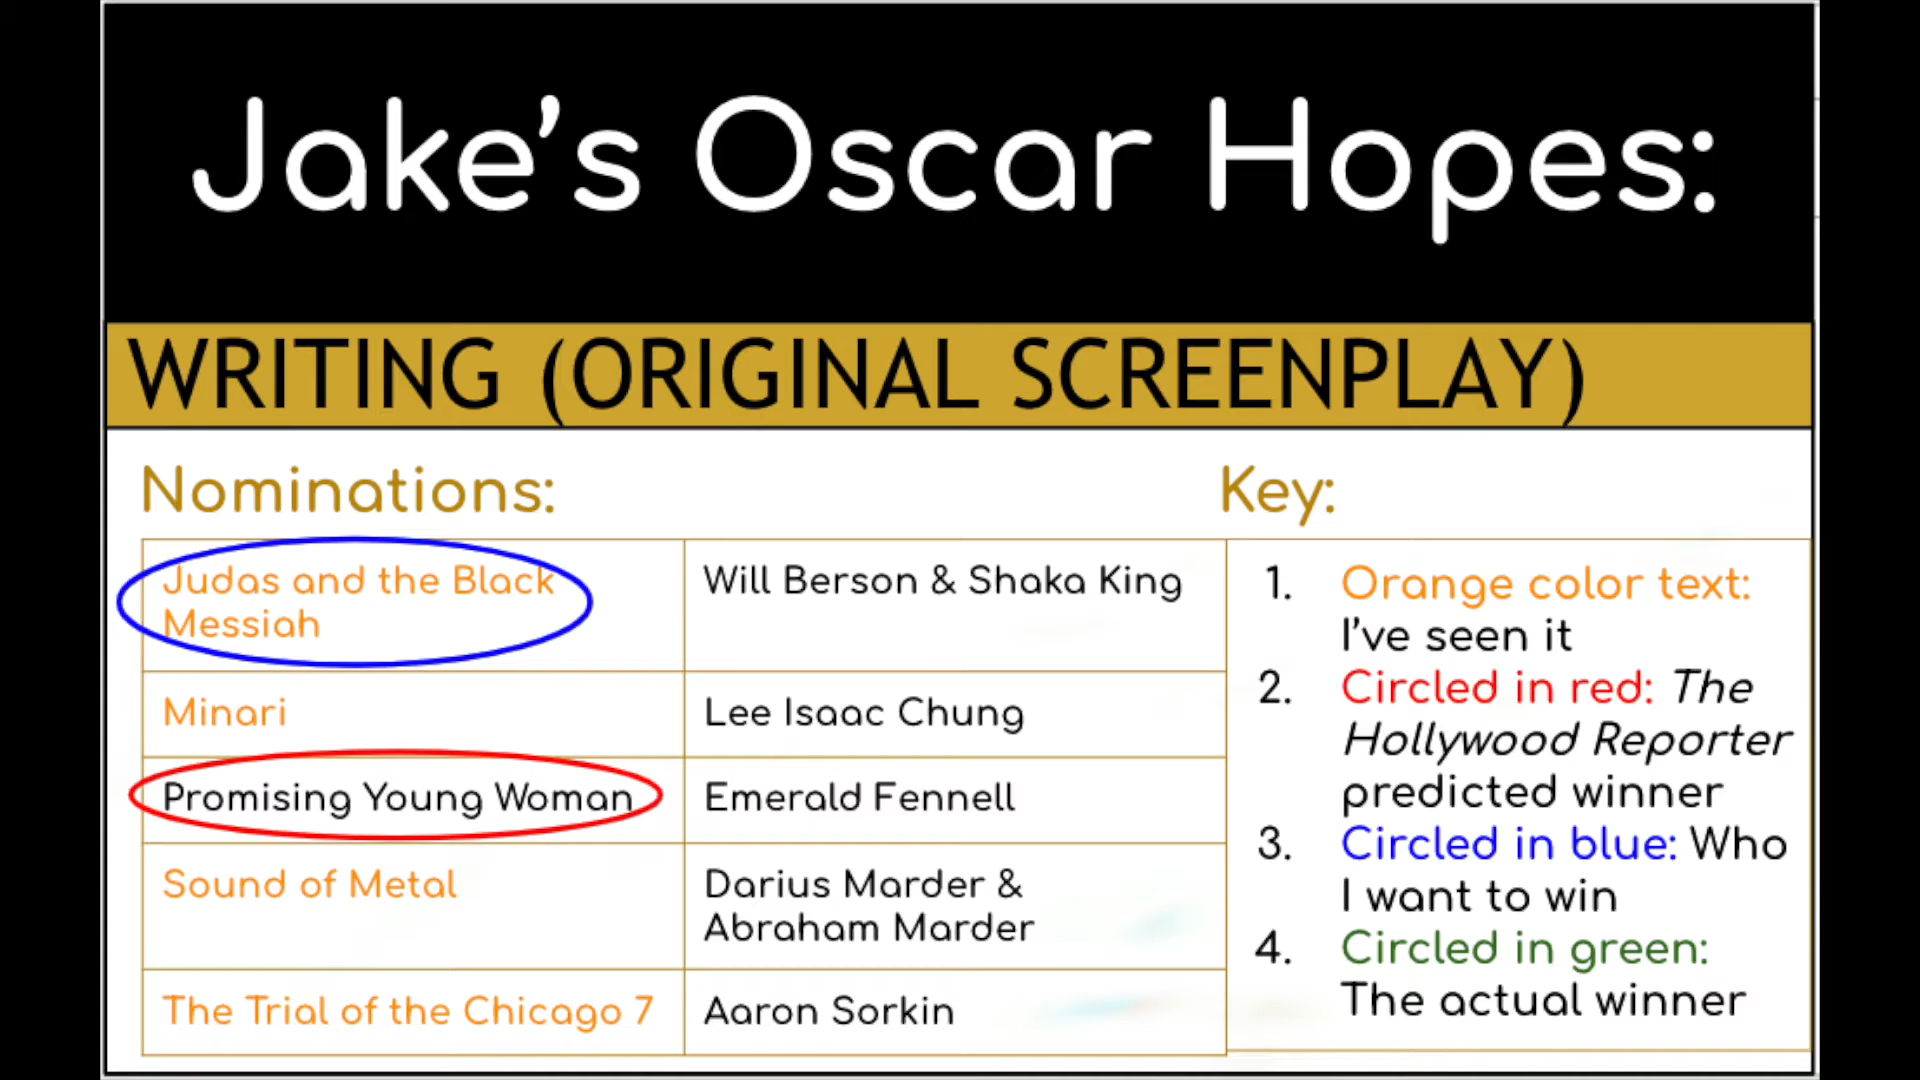 Jake’s Oscar Hopes:
WRITING (ORIGINAL SCREENPLAY)
Nominations:
Judas and the Black
Messiah
Will Berson & Shaka King
Minari
Lee Isaac Chung
Promising Young Woman
Emerald Fennell
Sound of Metal
Darius Marder &
Abraham Marder
The Trial of the Chicago 7
Aaron Sorkin
Key:
1. Orange color text:
I’ve seen it
2. Circled in red: The
Hollywood Reporter
predicted winner
3. Circled in blue: Who
I want to win
4. Circled in green:
The actual winner